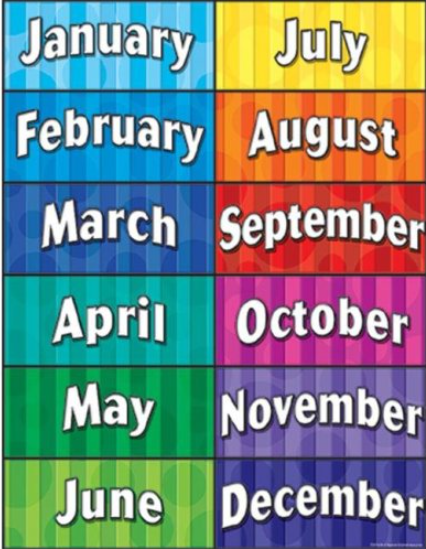 January
February
March
April
May
June
July
August
September
October
November
December